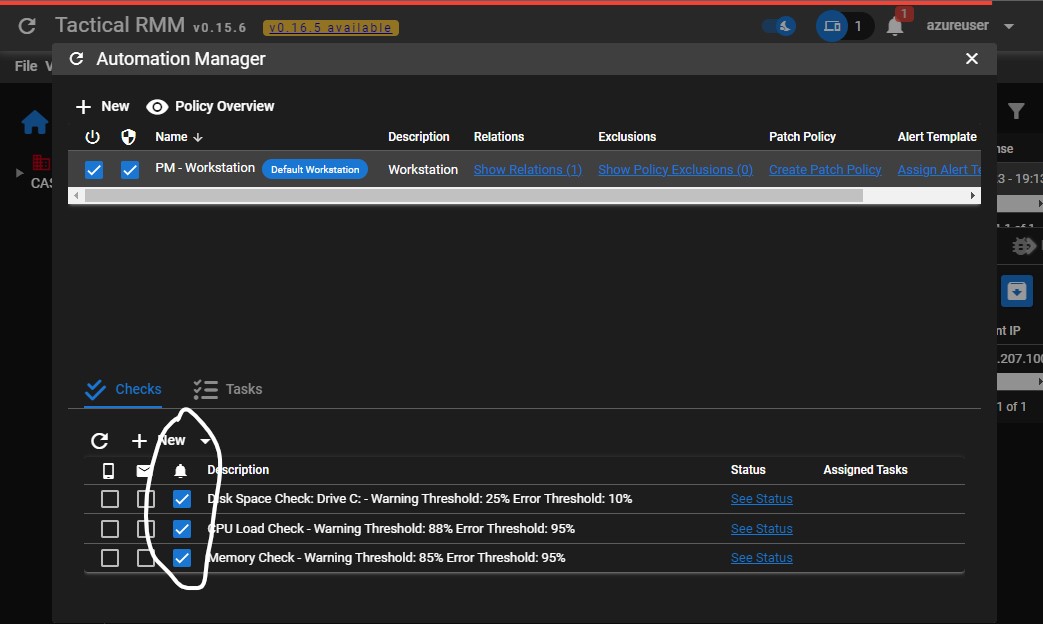 Tactical RMM v0.15.6 v0.16.5 available 1 1 azureuser
File V
Automation Manager
New Policy Overview
Name Description Relations Exclusions Patch Policy Alert Template
PM - Workstation Default Workstation Workstation Show Relations (1) Show Policy Exclusions (0) Create Patch Policy Assign Alert Te
CAS
nse
3 - 19:13
nt IP
.207.100
1 of 1
Checks Tasks
New
Description Status Assigned Tasks
Disk Space Check: Drive C: - Warning Threshold: 25% Error Threshold: 10% See Status
CPU Load Check - Warning Threshold: 88% Error Threshold: 95% See Status
Memory Check - Warning Threshold: 85% Error Threshold: 95% See Status